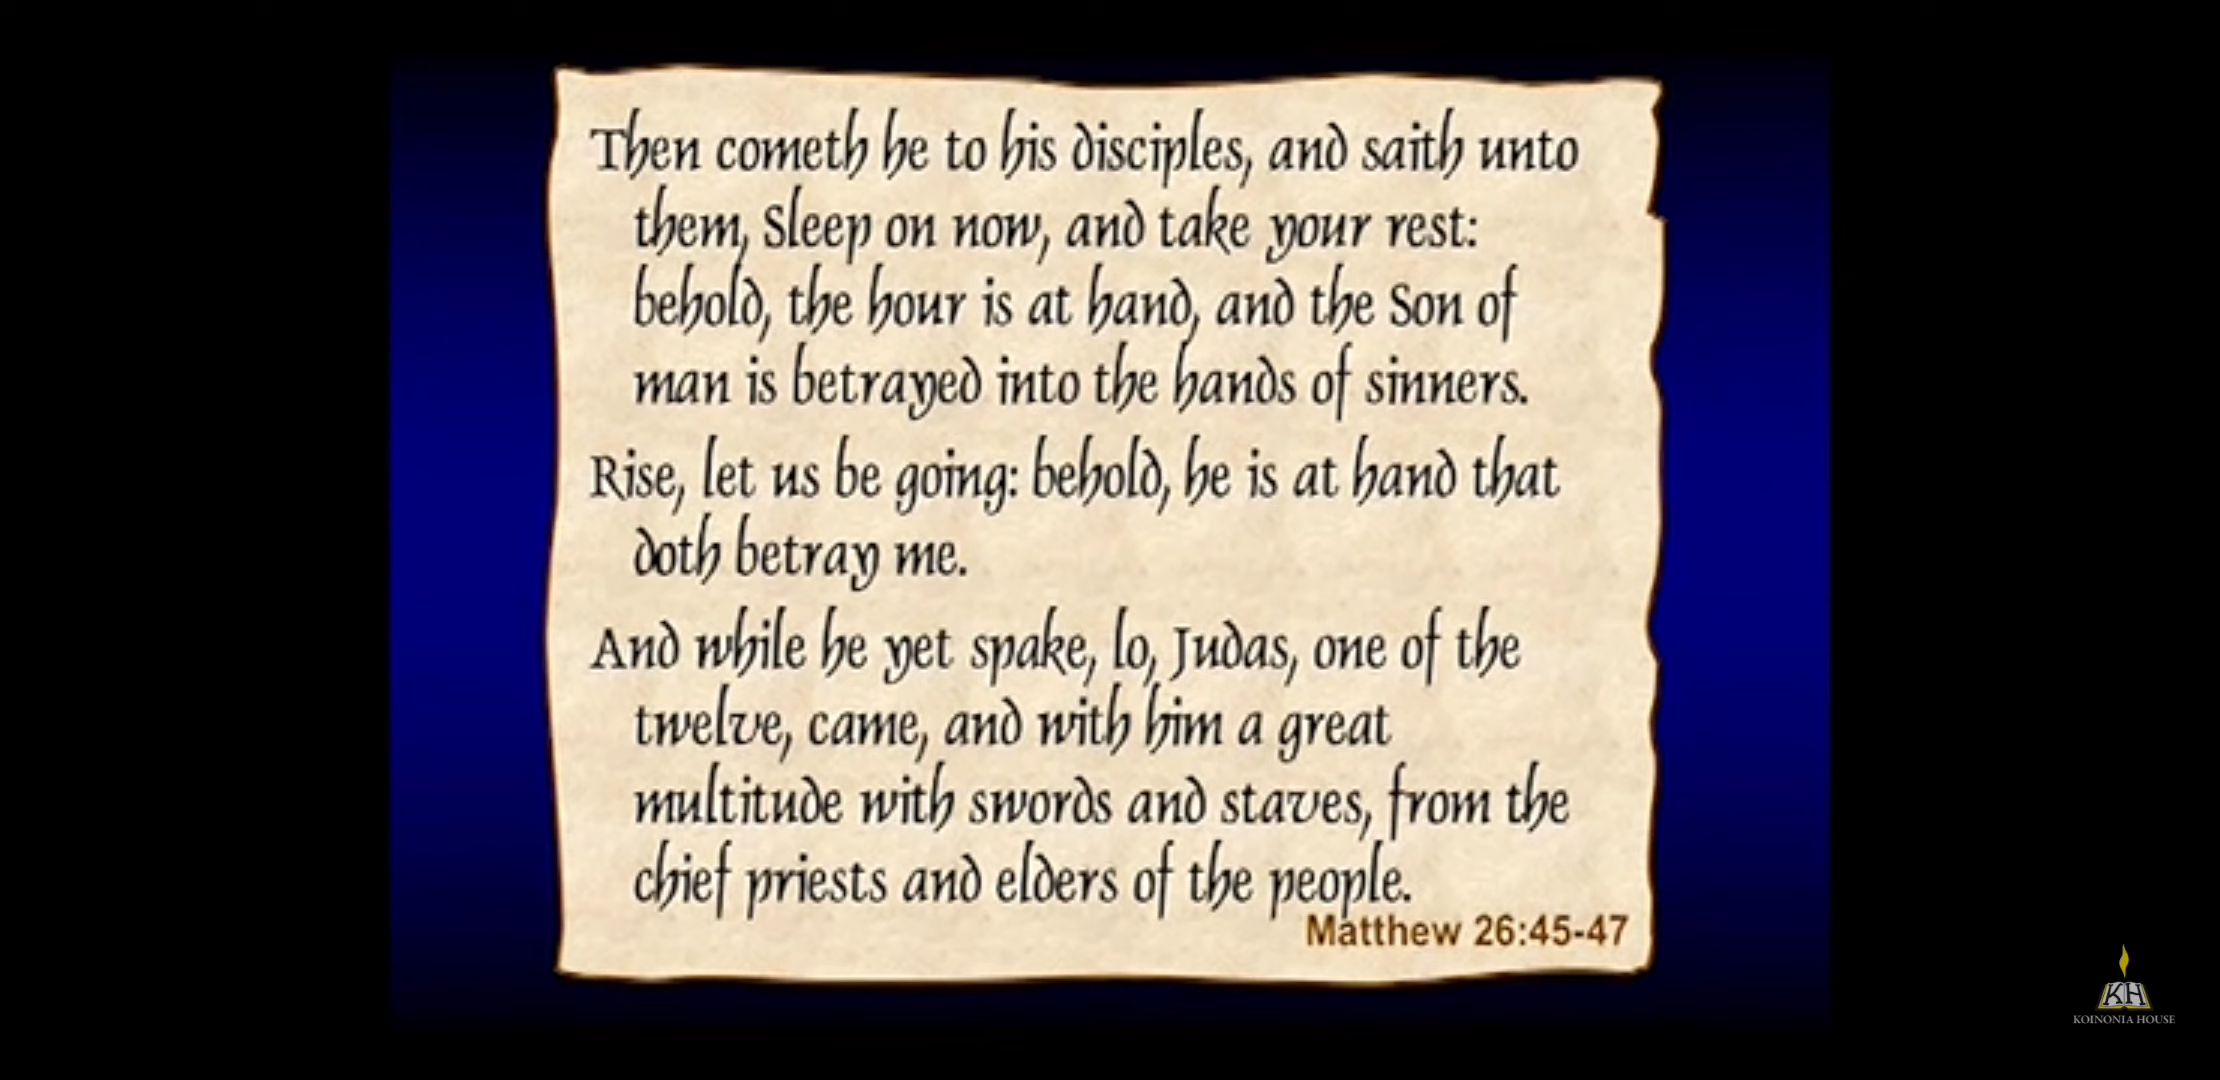 Then cometh he to his disciples, and saith unto
them, Sleep on now, and take your rest:
behold, the hour is at hand, and the Son of
man is betrayed into the hands of sinners.
Rise, let us be going: behold, he is at hand that
doth betray me.
And while he yet spake, lo, Judas, one of the
twelve, came, and with him a great
multitude with swords and staves, from the
chief priests and elders of the people.
Matthew 26:45-47
KH
KOINONIA HOUSE